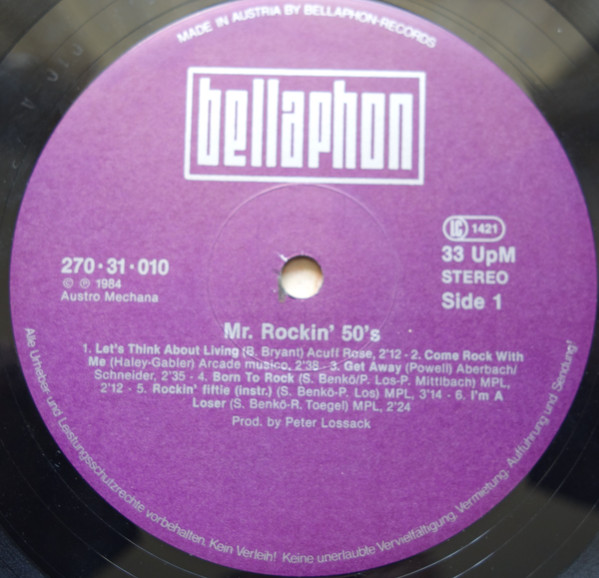 MADE IN AUSTRIA BY BELLAPHON-RECORDS
bellaphon
270·31·010
© ℗ 1984
Austro Mechana
LC 1421
33 UpM
STEREO
Side 1
Mr. Rockin' 50's
1. Let's Think About Living (B. Bryant) Acuff Rose, 2'12 · 2. Come Rock With
Me (Haley-Gabler) Arcade musico, 2'38 · 3. Get Away (Powell) Aberbach/
Schneider, 2'35 · 4. Born To Rock (S. Benkö/P. Los-P. Mittibach) MPL,
2'12 · 5. Rockin' fiftie (instr.) (S. Benkö-P. Los) MPL, 3'14 · 6. I'm A
Loser (S. Benkö-R. Toegel) MPL, 2'24
Prod. by Peter Lossack
Alle Urheber und Leistungsschutzrechte vorbehalten. Kein Verleih! Keine unerlaubte Vervielfältigung, Vermietung, Aufführung und Sendung!